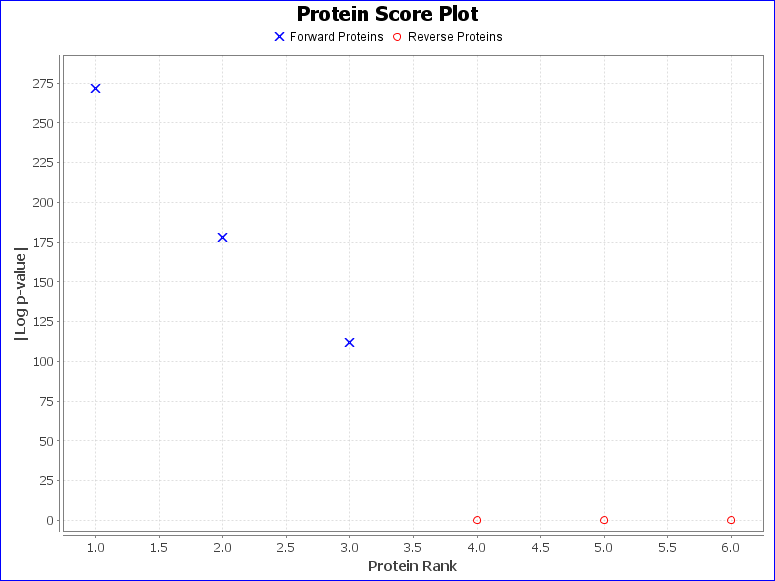 Protein Score Plot
Forward Proteins Reverse Proteins
275
250
225
200
175
150
125
100
75
50
25
0
|Log p-value|
1.0 1.5 2.0 2.5 3.0 3.5 4.0 4.5 5.0 5.5 6.0
Protein Rank